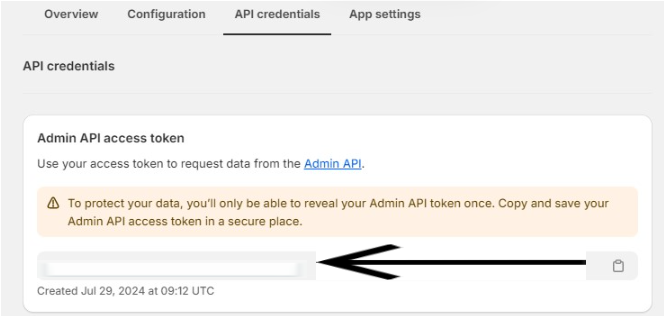 Overview Configuration API credentials App settings
API credentials
Admin API access token
Use your access token to request data from the Admin API.
To protect your data, you'll only be able to reveal your Admin API token once. Copy and save your
Admin API access token in a secure place.
Created Jul 29, 2024 at 09:12 UTC